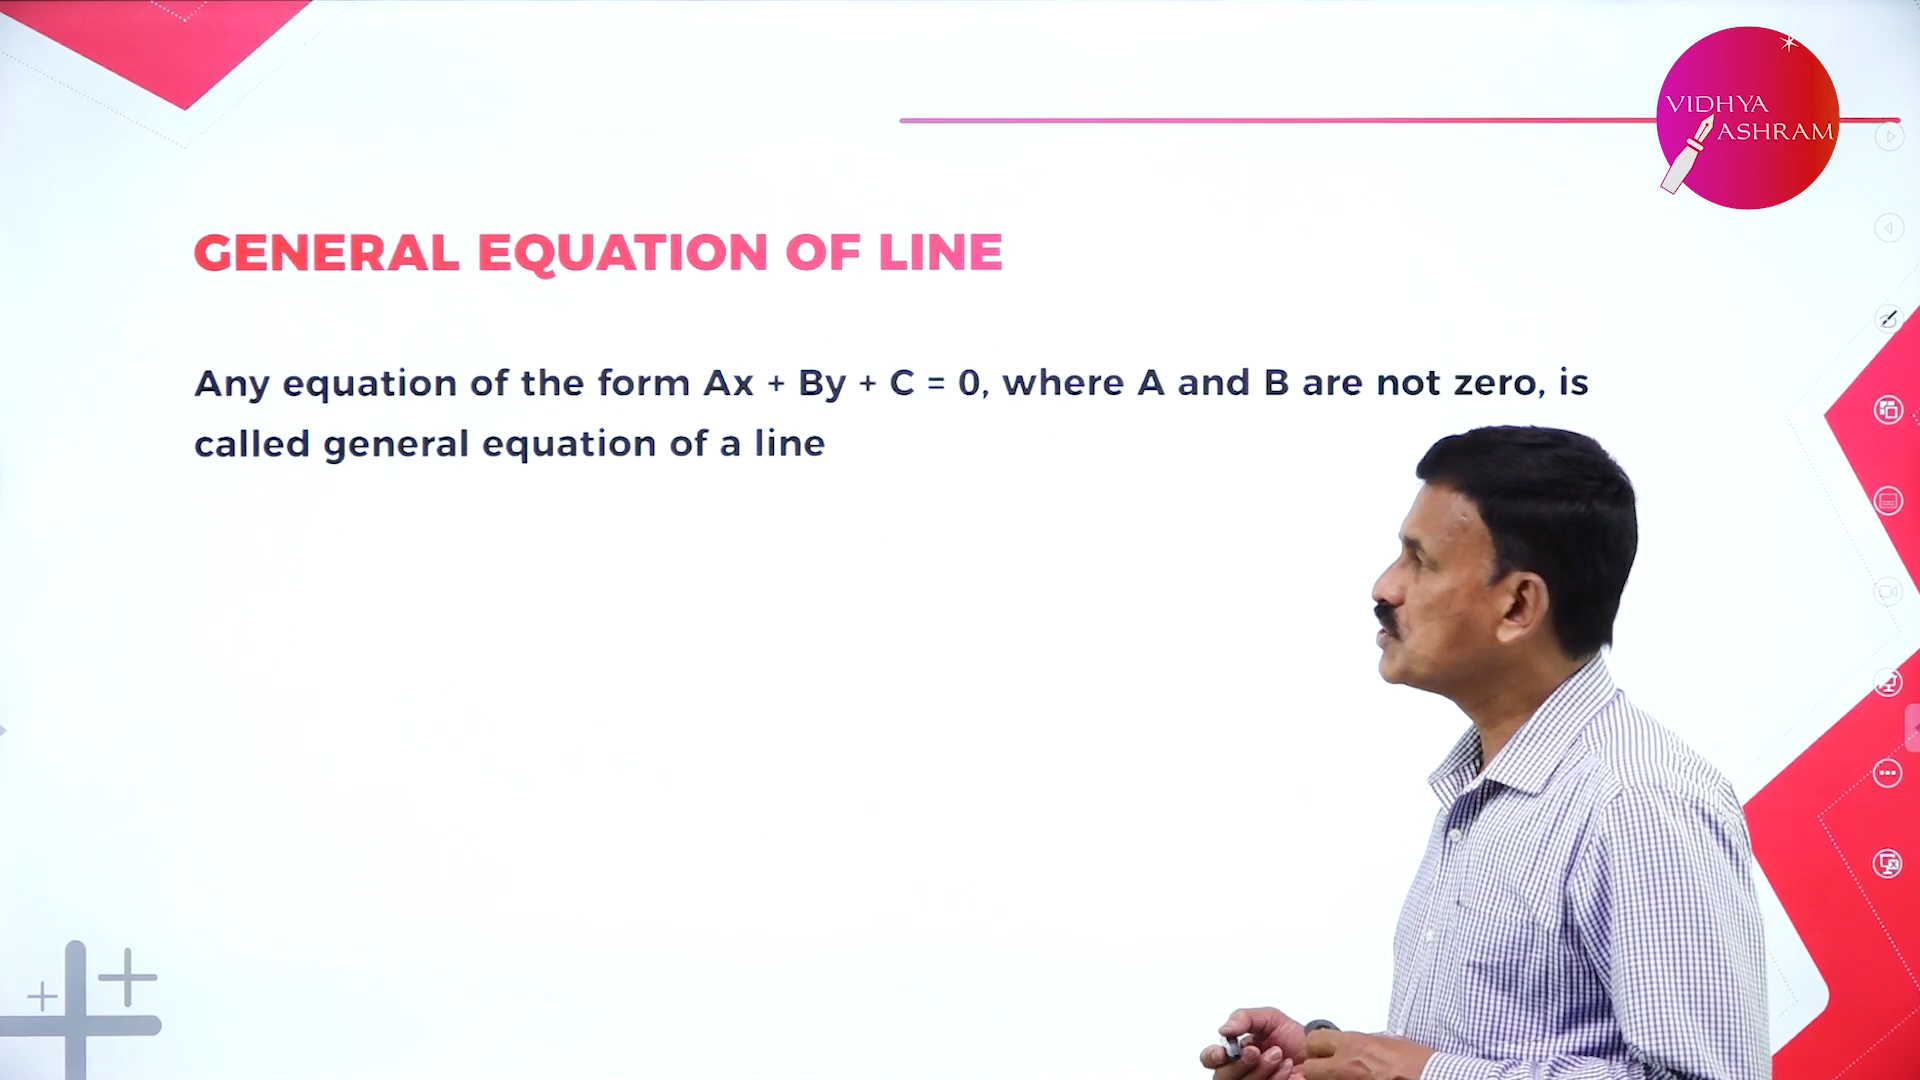 VIDHYA
ASHRAM
GENERAL EQUATION OF LINE
Any equation of the form Ax + By + C = 0, where A and B are not zero, is
called general equation of a line